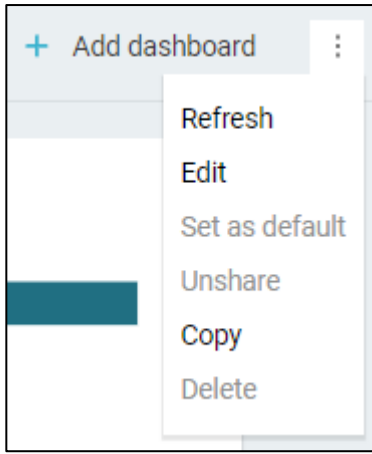 + Add dashboard
Refresh
Edit
Set as default
Unshare
Copy
Delete